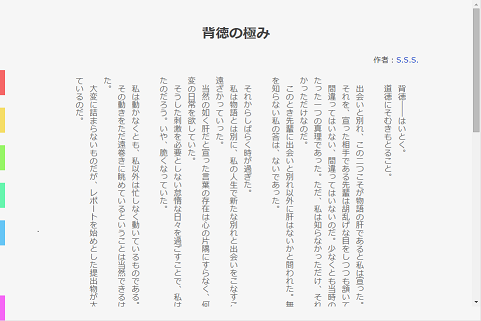 背徳の極み
作者：S.S.S.
背徳――はいとく。
道徳にそむきもとること。
出会いと別れ、この二つこそが物語の肝であると私は宣った。
それを、宣った相手である先輩は胡乱げな目をしつつも頷いて
間違ってはいない、間違ってはいないのだ。少なくとも当時の
たった一つの真理であった。ただ、私は知らなかっただけ、それ
かっただけなのだ。
このとき先輩に出会いと別れ以外に肝はないかと問われた。無
を知らない私の答は、ないであった。
それからしばらく時が過ぎた。
私は物語とは別に、私の人生で新たな別れと出会いをこなすこ
遠ざかっていった。
当然の如く肝だと宣った言葉の存在は心の片隅にすらなく、何
変の日常を欲していた。
そうした刺激を必要としない怠惰な日々を過ごすことで、私は
たのだろう。いや、脆くなっていた。
私は動かなくとも、私以外は忙しなく動いているものである。
その動きをただ遠巻きに眺めているということは当然できるは
た。
大変に詰まらないものだが、レポートを始めとした提出物が大
ているのだ。